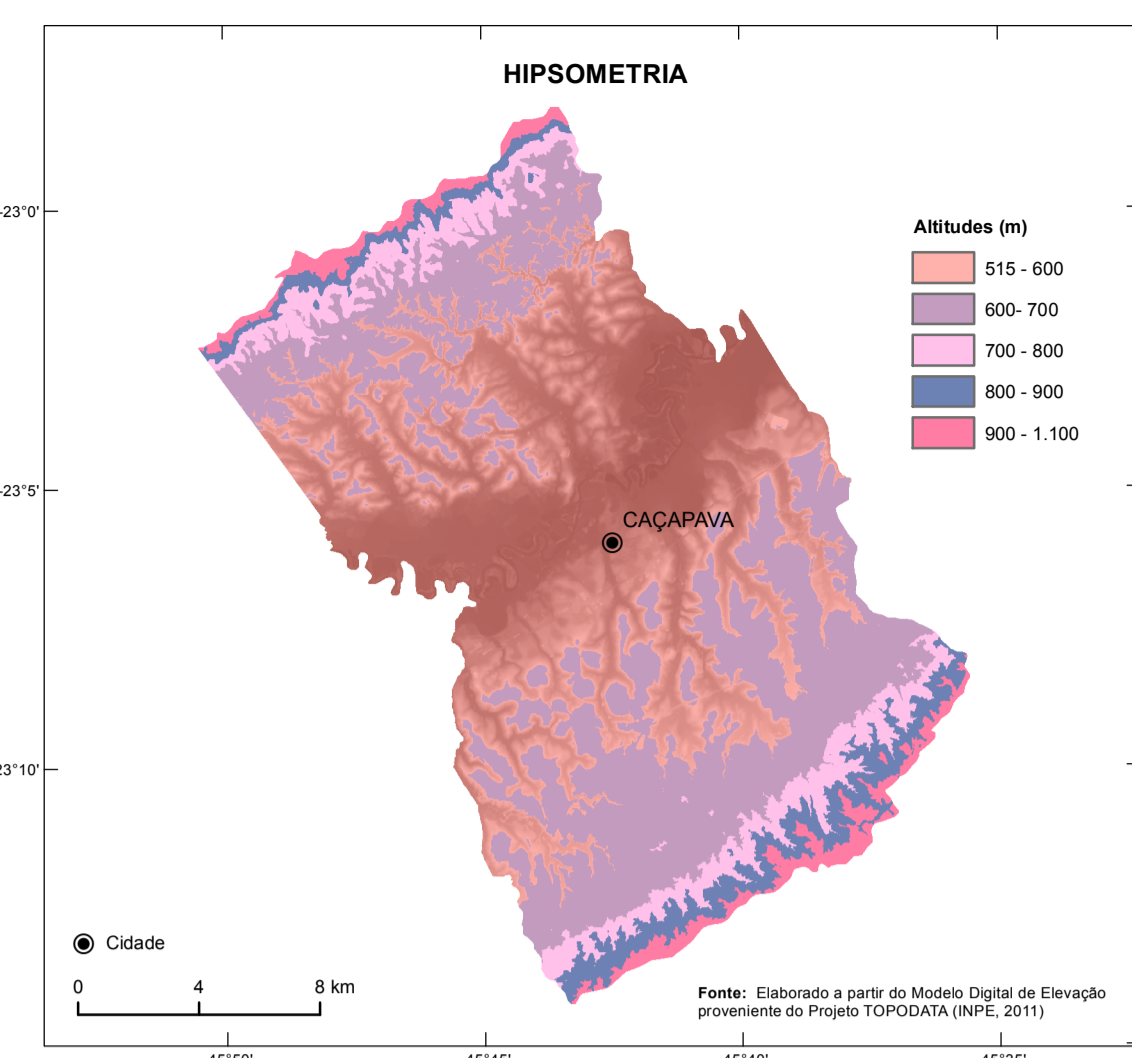 HIPSOMETRIA
-23°0'
Altitudes (m)
515 - 600
600- 700
700 - 800
800 - 900
900 - 1.100
-23°5'
CAÇAPAVA
23°10'
Cidade
0 4 8 km
Fonte: Elaborado a partir do Modelo Digital de Elevação
proveniente do Projeto TOPODATA (INPE, 2011)